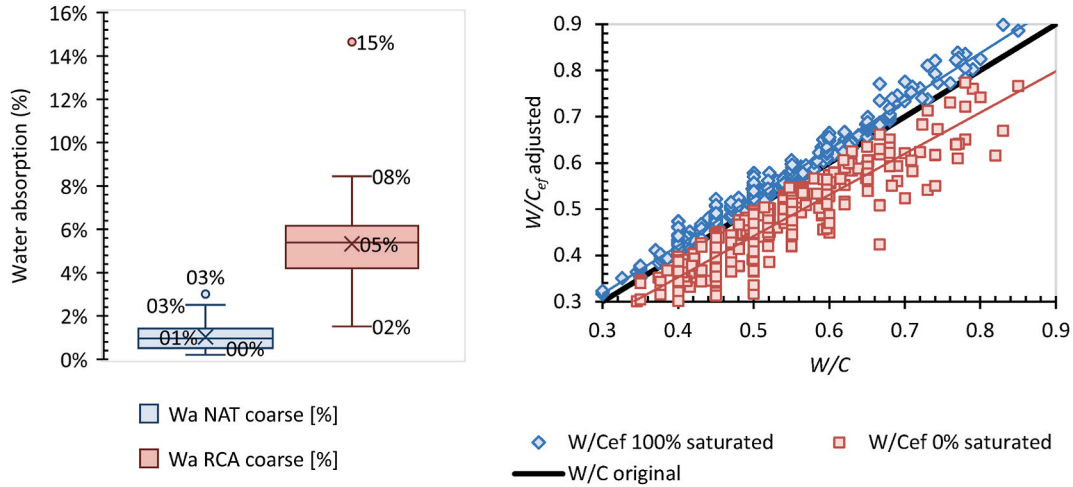 Water absorption (%)
16%
14%
12%
10%
8%
6%
4%
2%
0%
15%
08%
05%
02%
03%
03%
01%
00%
Wa NAT coarse [%]
Wa RCA coarse [%]
W/C_ef adjusted
0.9
0.8
0.7
0.6
0.5
0.4
0.3
0.3 0.4 0.5 0.6 0.7 0.8 0.9
W/C
W/Cef 100% saturated
W/Cef 0% saturated
W/C original